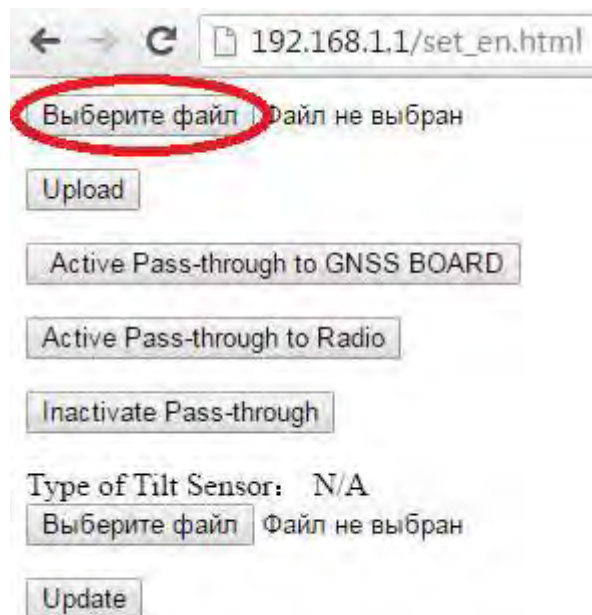 192.168.1.1/set_en.html
Выберите файл Файл не выбран
Upload
Active Pass-through to GNSS BOARD
Active Pass-through to Radio
Inactivate Pass-through
Type of Tilt Sensor： N/A
Выберите файл Файл не выбран
Update